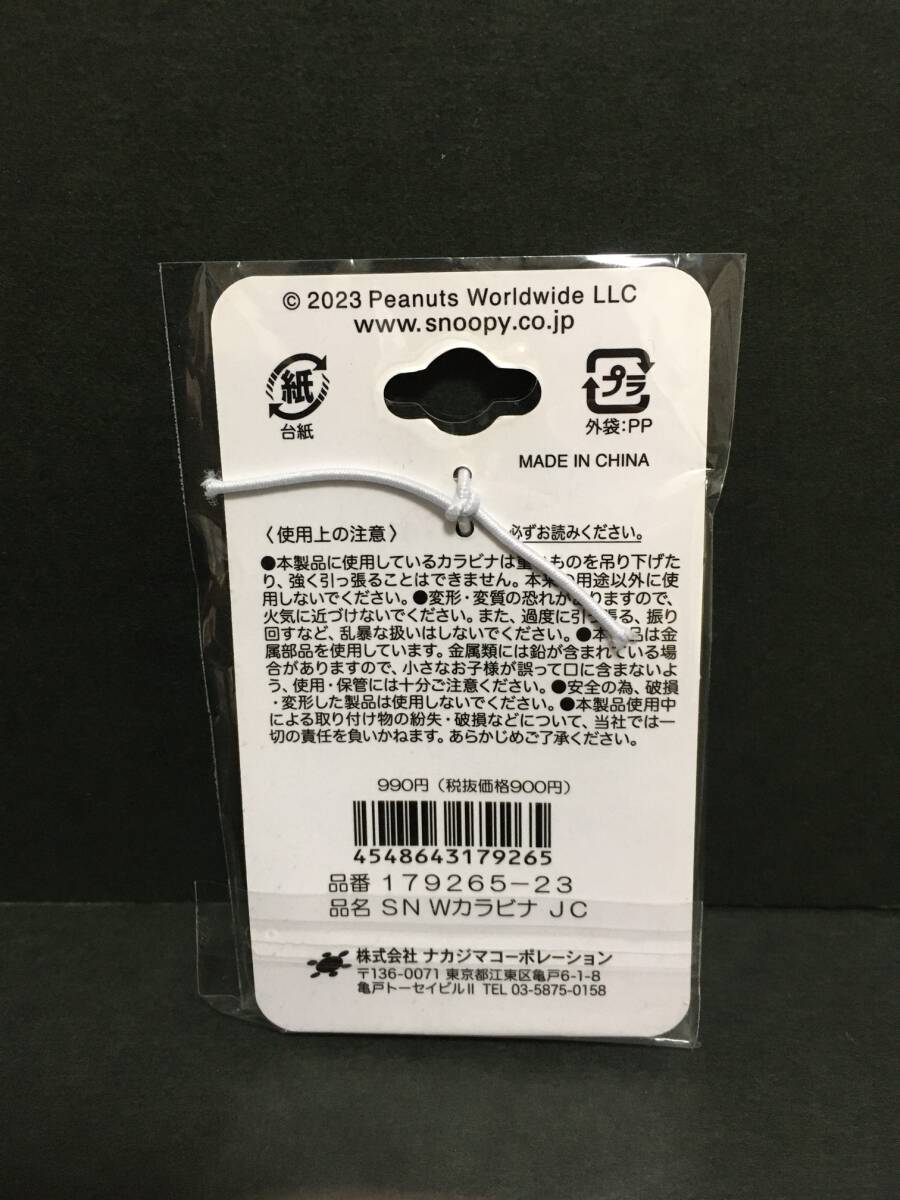 © 2023 Peanuts Worldwide LLC
www.snoopy.co.jp
紙
台紙
プラ
外袋:PP
MADE IN CHINA
〈使用上の注意〉
必ずお読みください。
●本製品に使用しているカラビナは重ものを吊り下げた
り、強く引っ張ることはできません。本来の用途以外に使
用しないでください。●変形・変質の恐れがありますので、
火気に近づけないでください。また、過度に引っ張る、振り
回すなど、乱暴な扱いはしないでください。●本品は金
属部品を使用しています。金属類には鉛が含まれている場
合がありますので、小さなお子様が誤って口に含まないよ
う、使用・保管には十分ご注意ください。●安全の為、破損
・変形した製品は使用しないでください。●本製品使用中
による取り付け物の紛失・破損などについて、当社では一
切の責任を負いかねます。あらかじめご了承ください。
990円(税抜価格900円)
4548643179265
品番 179265-23
品名 SN Wカラビナ JC
株式会社 ナカジマコーポレーション
〒136-0071 東京都江東区亀戸6-1-8
亀戸トーセイビルⅡ TEL 03-5875-0158